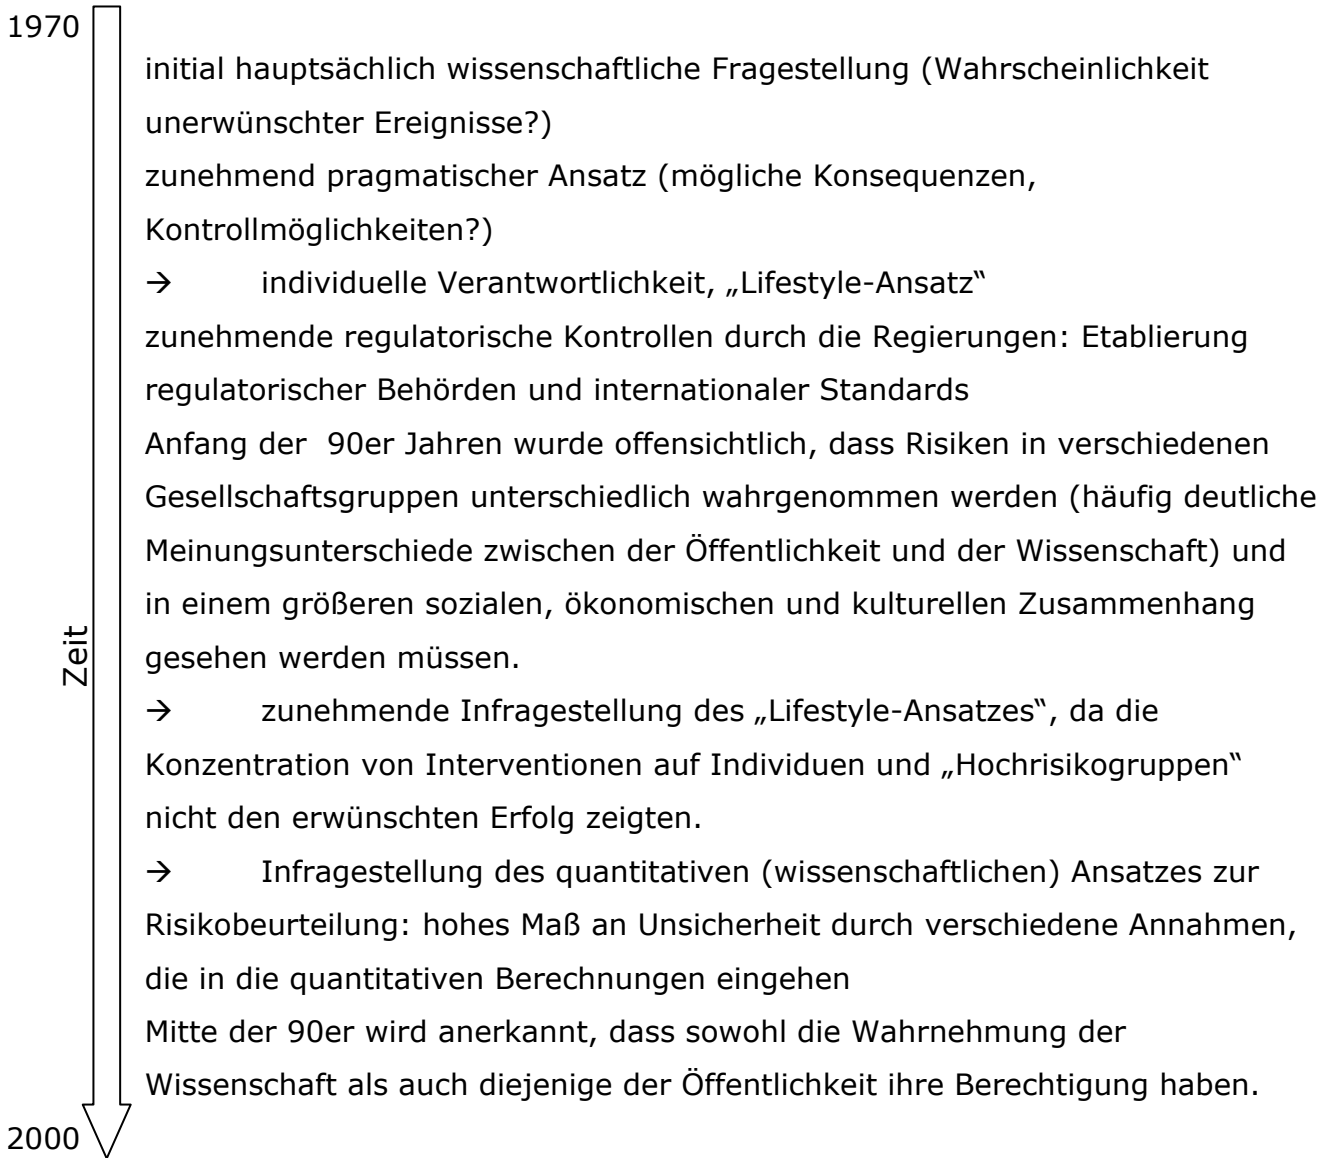 1970
initial hauptsächlich wissenschaftliche Fragestellung (Wahrscheinlichkeit
unerwünschter Ereignisse?)
zunehmend pragmatischer Ansatz (mögliche Konsequenzen,
Kontrollmöglichkeiten?)
→ individuelle Verantwortlichkeit, „Lifestyle-Ansatz“
zunehmende regulatorische Kontrollen durch die Regierungen: Etablierung
regulatorischer Behörden und internationaler Standards
Anfang der  90er Jahren wurde offensichtlich, dass Risiken in verschiedenen
Gesellschaftsgruppen unterschiedlich wahrgenommen werden (häufig deutliche
Meinungsunterschiede zwischen der Öffentlichkeit und der Wissenschaft) und
in einem größeren sozialen, ökonomischen und kulturellen Zusammenhang
gesehen werden müssen.
Zeit
→ zunehmende Infragestellung des „Lifestyle-Ansatzes“, da die
Konzentration von Interventionen auf Individuen und „Hochrisikogruppen“
nicht den erwünschten Erfolg zeigten.
→ Infragestellung des quantitativen (wissenschaftlichen) Ansatzes zur
Risikobeurteilung: hohes Maß an Unsicherheit durch verschiedene Annahmen,
die in die quantitativen Berechnungen eingehen
Mitte der 90er wird anerkannt, dass sowohl die Wahrnehmung der
Wissenschaft als auch diejenige der Öffentlichkeit ihre Berechtigung haben.
2000